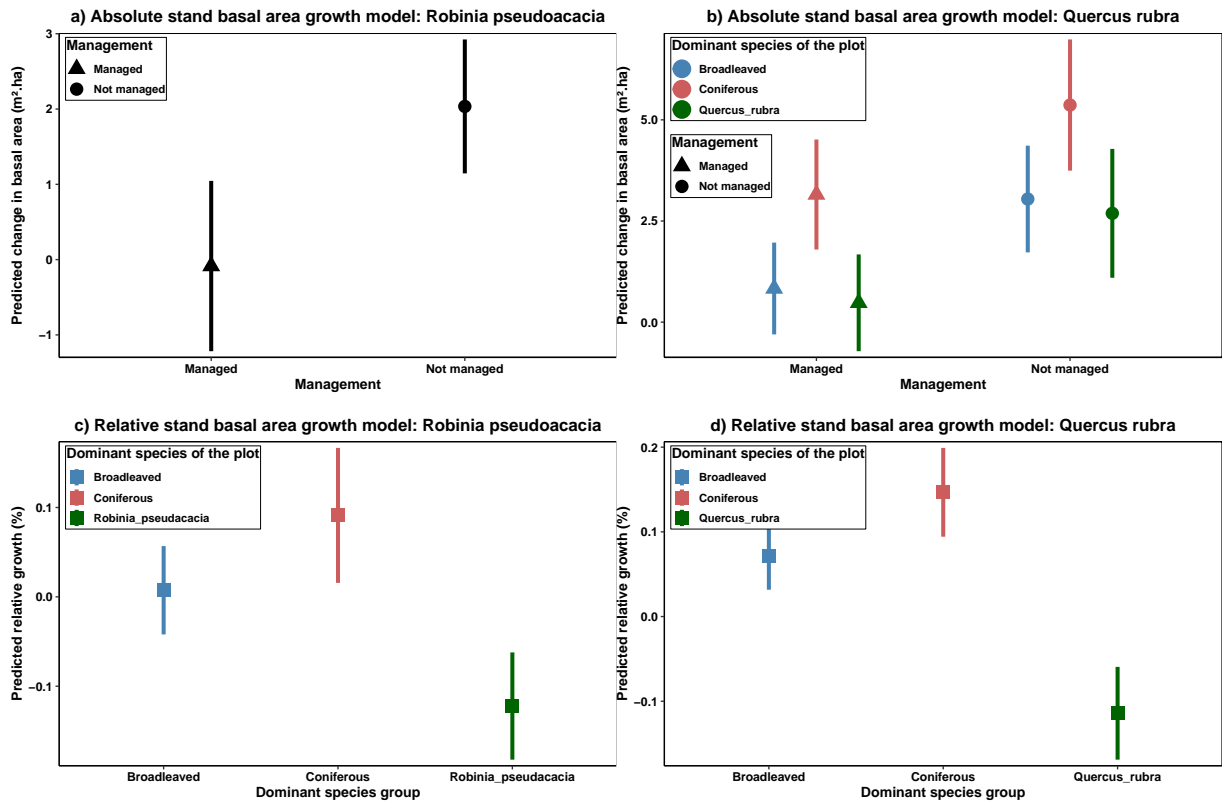 a) Absolute stand basal area growth model: Robinia pseudoacacia
Predicted change in basal area (m².ha)
3
2
1
0
−1
Management
Managed
Not managed
Managed
Not managed
Management
b) Absolute stand basal area growth model: Quercus rubra
Predicted change in basal area (m².ha)
5.0
2.5
0.0
Dominant species of the plot
Broadleaved
Coniferous
Quercus_rubra
Management
Managed
Not managed
Managed
Not managed
Management
c) Relative stand basal area growth model: Robinia pseudoacacia
Predicted relative growth (%)
0.1
0.0
−0.1
Dominant species of the plot
Broadleaved
Coniferous
Robinia_pseudacacia
Broadleaved
Coniferous
Robinia_pseudacacia
Dominant species group
d) Relative stand basal area growth model: Quercus rubra
Predicted relative growth (%)
0.2
0.1
0.0
−0.1
Dominant species of the plot
Broadleaved
Coniferous
Quercus_rubra
Broadleaved
Coniferous
Quercus_rubra
Dominant species group